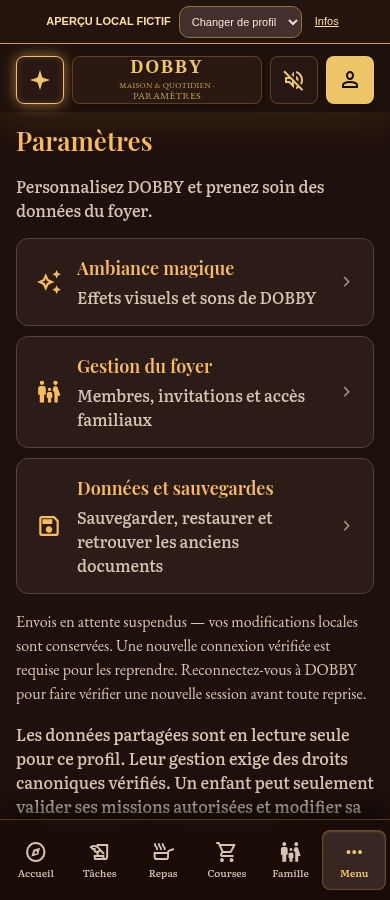 APERÇU LOCAL FICTIF Changer de profil Infos
DOBBY
MAISON & QUOTIDIEN ·
PARAMÈTRES
Paramètres
Personnalisez DOBBY et prenez soin des
données du foyer.
Ambiance magique
Effets visuels et sons de DOBBY
Gestion du foyer
Membres, invitations et accès
familiaux
Données et sauvegardes
Sauvegarder, restaurer et
retrouver les anciens
documents
Envois en attente suspendus — vos modifications locales
sont conservées. Une nouvelle connexion vérifiée est
requise pour les reprendre. Reconnectez-vous à DOBBY
pour faire vérifier une nouvelle session avant toute reprise.
Les données partagées sont en lecture seule
pour ce profil. Leur gestion exige des droits
canoniques vérifiés. Un enfant peut seulement
valider ses missions autorisées et modifier sa
Accueil Tâches Repas Courses Famille Menu